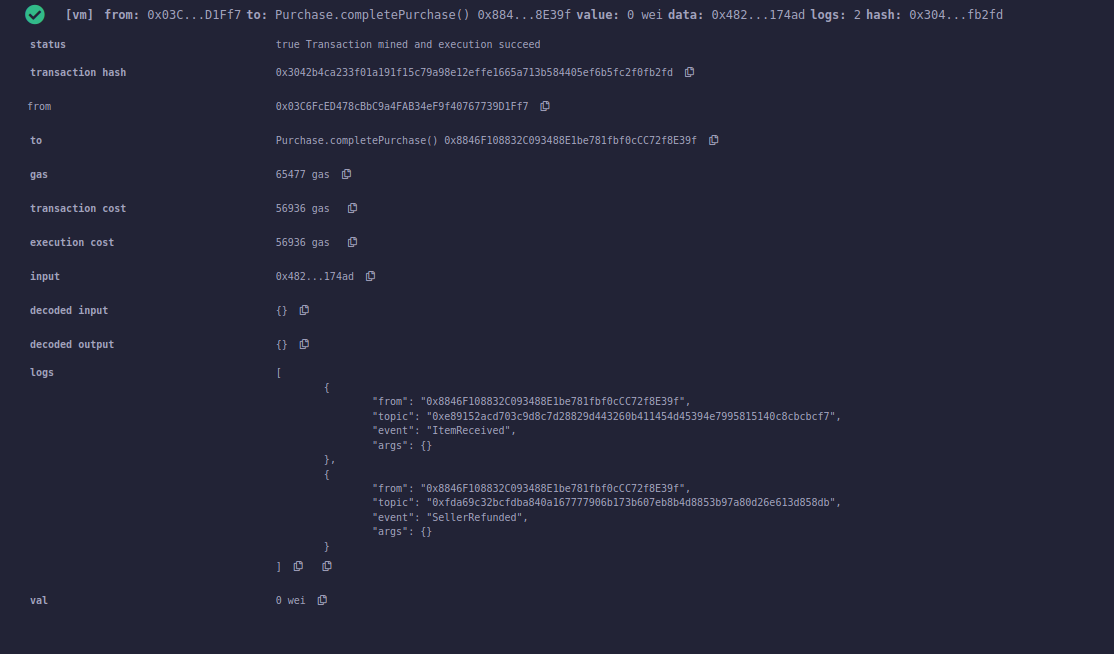 [vm] from: 0x03C...D1Ff7 to: Purchase.completePurchase() 0x884...8E39f value: 0 wei data: 0x482...174ad logs: 2 hash: 0x304...fb2fd
status true Transaction mined and execution succeed
transaction hash 0x3042b4ca233f01a191f15c79a98e12effe1665a713b584405ef6b5fc2f0fb2fd
from 0x03C6FcED478cBbC9a4FAB34eF9f40767739D1Ff7
to Purchase.completePurchase() 0x8846F108832C093488E1be781fbf0cCC72f8E39f
gas 65477 gas
transaction cost 56936 gas
execution cost 56936 gas
input 0x482...174ad
decoded input {}
decoded output {}
logs [
{
"from": "0x8846F108832C093488E1be781fbf0cCC72f8E39f",
"topic": "0xe89152acd703c9d8c7d28829d443260b411454d45394e7995815140c8cbcbcf7",
"event": "ItemReceived",
"args": {}
},
{
"from": "0x8846F108832C093488E1be781fbf0cCC72f8E39f",
"topic": "0xfda69c32bcfdba840a167777906b173b607eb8b4d8853b97a80d26e613d858db",
"event": "SellerRefunded",
"args": {}
}
]
val 0 wei